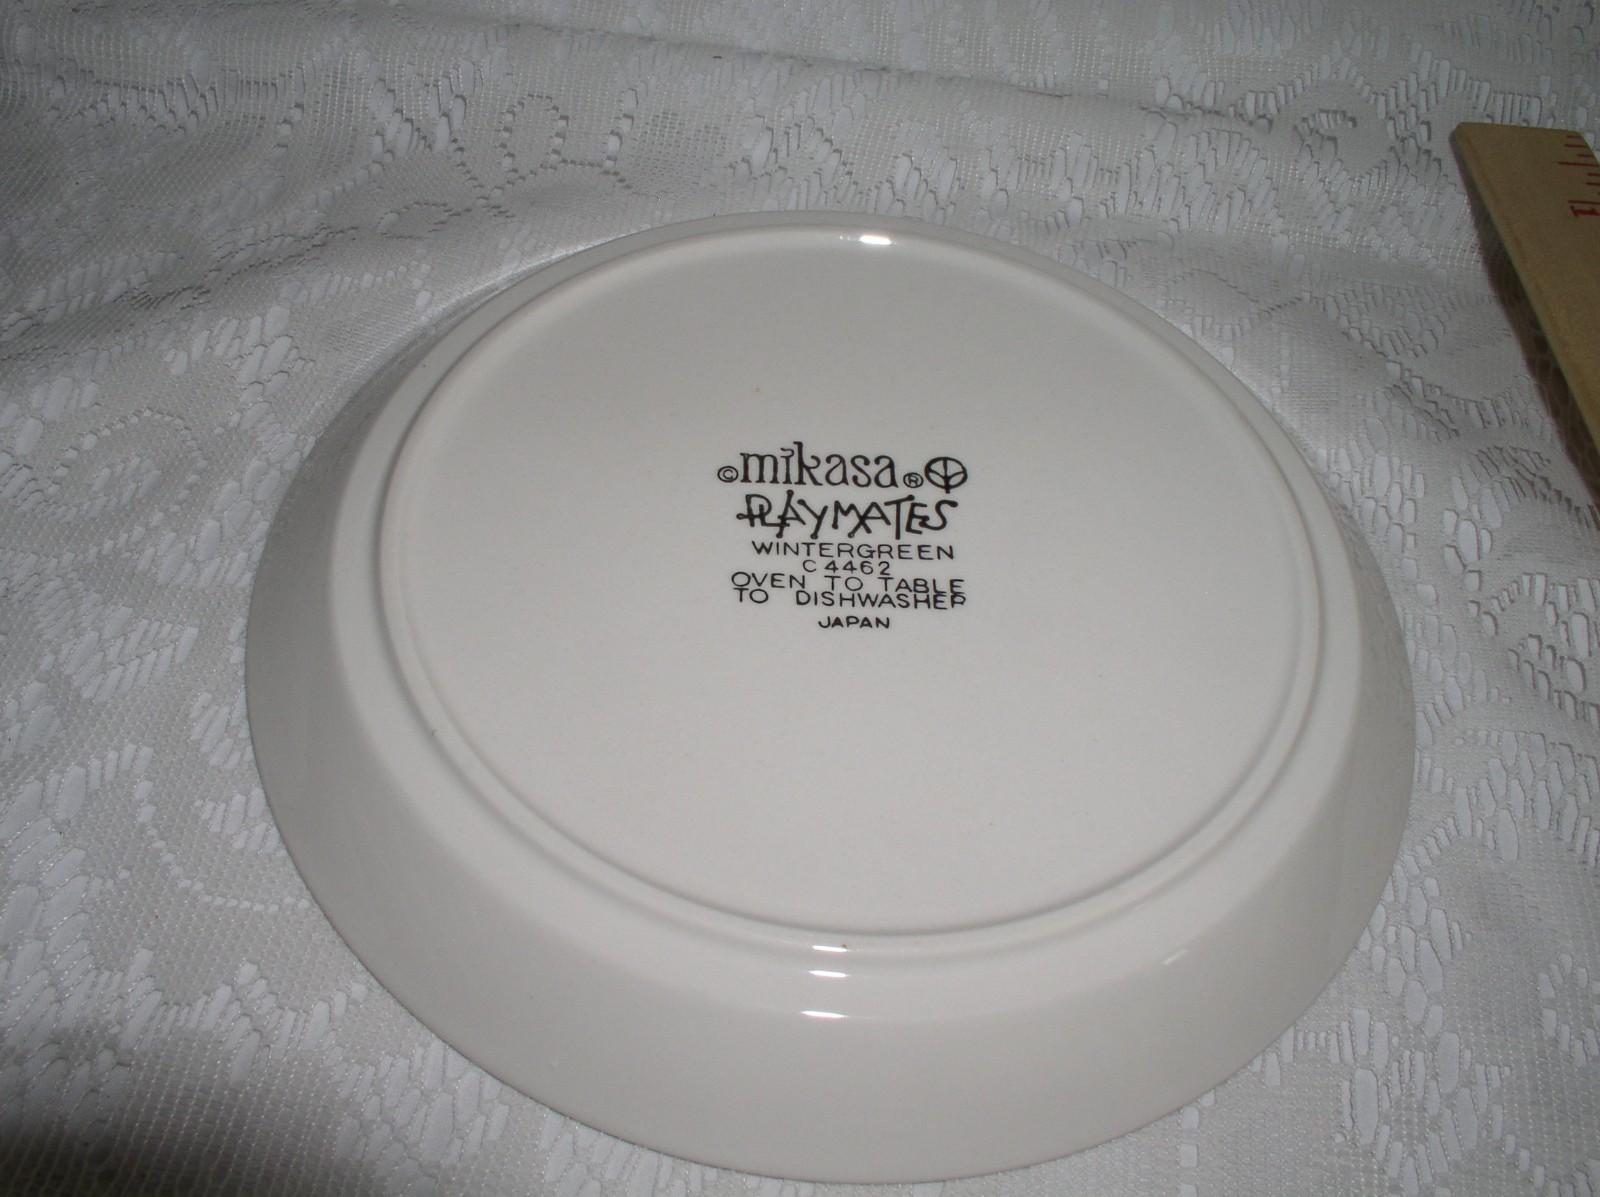 ©mikasa®
PLAYMATES
WINTERGREEN
C4462
OVEN TO TABLE
TO DISHWASHER
JAPAN